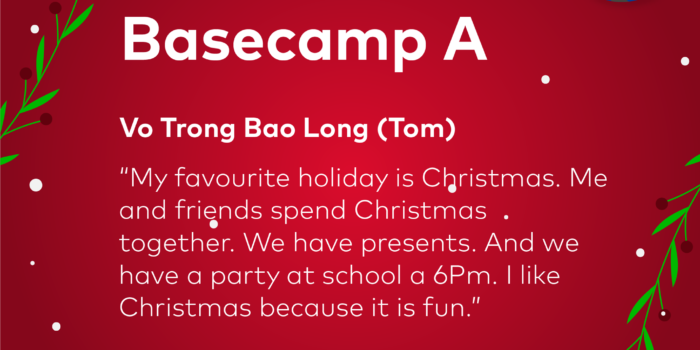 Basecamp A
Vo Trong Bao Long (Tom)
“My favourite holiday is Christmas. Me
and friends spend Christmas
together. We have presents. And we
have a party at school a 6Pm. I like
Christmas because it is fun.”